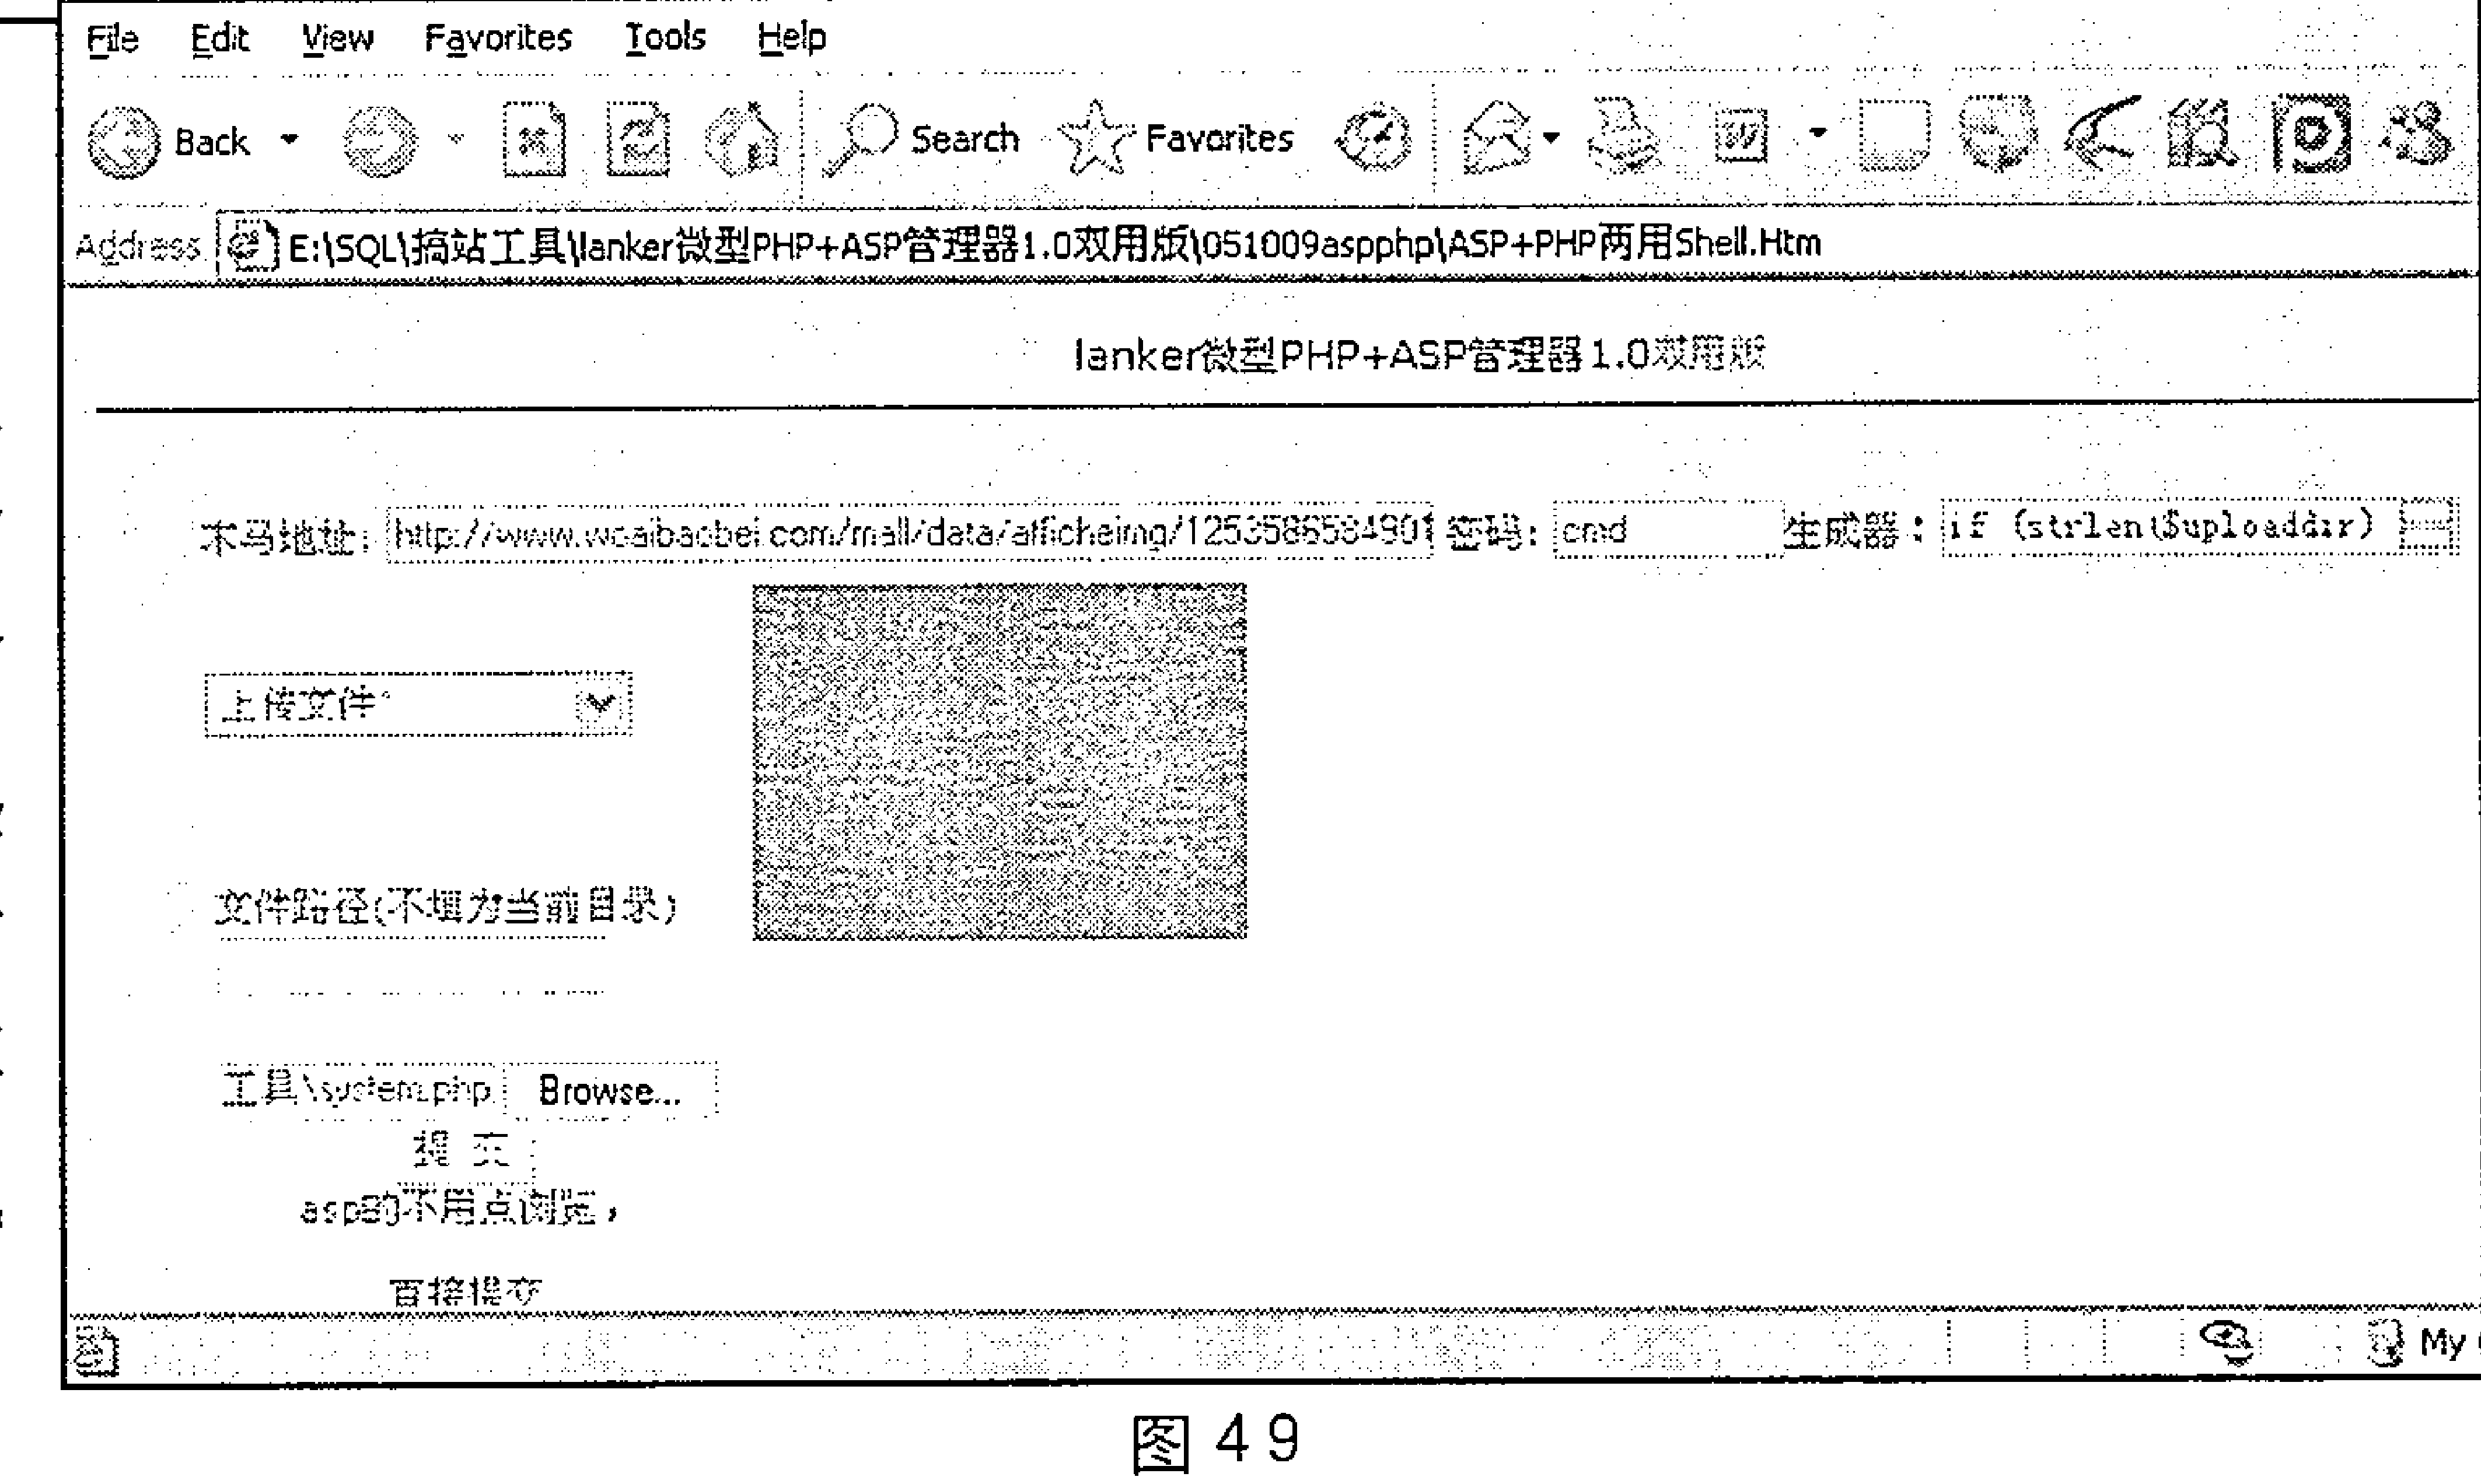 File Edit View Favorites Tools Help
Back Search Favorites
Address E:\SQL\搞站工具\lanker微型PHP+ASP管理器1.0双用版\051009aspphp\ASP+PHP两用Shell.Htm
lanker微型PHP+ASP管理器1.0双用版
木马地址: http://www.woaibaobei.com/mall/data/afficheimg/1253586584901 密码: cmd 生成器: if (strlen($uploaddir)
上传文件
文件路径(不填为当前目录)
工具\system.php Browse...
提 交
asp的不用点浏览，
直接提交
My
图 49